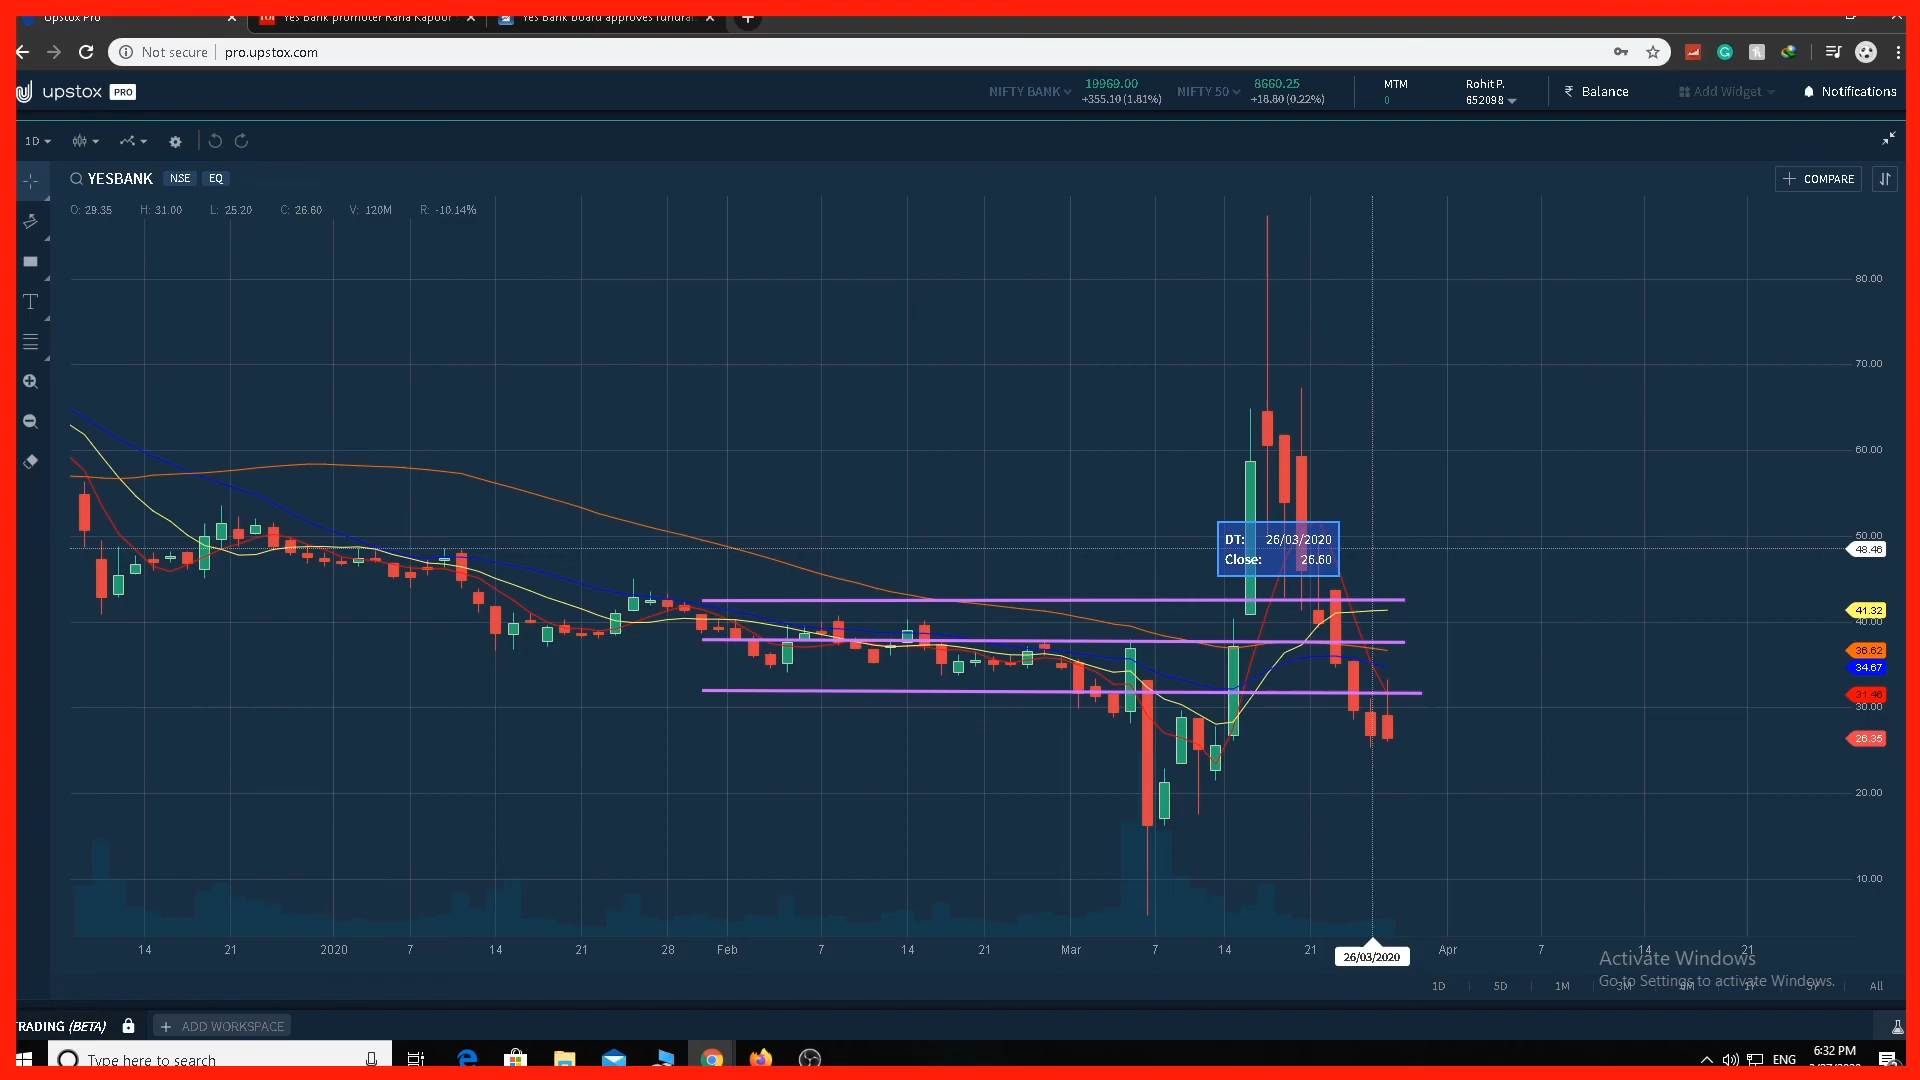 Upstox Pro
Yes Bank promoter Rana Kapoor
Yes Bank board approves fundrai
Not secure
pro.upstox.com
upstox PRO
NIFTY BANK 19969.00
+355.10 (1.81%)
NIFTY 50 8660.25
+18.80 (0.22%)
MTM
0
Rohit P.
652098
₹ Balance
Add Widget
Notifications
1D
YESBANK NSE EQ
+ COMPARE
O: 29.35 H: 31.00 L: 25.20 C: 26.60 V: 120M R: -10.14%
80.00
70.00
60.00
50.00
48.46
DT: 26/03/2020
Close: 26.60
41.32
40.00
36.62
34.67
31.46
30.00
26.35
20.00
10.00
14 21 2020 7 14 21 28 Feb 7 14 21 Mar 7 14 21 Apr 7 14 21
26/03/2020
Activate Windows
Go to Settings to activate Windows.
1D 5D 1M 3M 6M 1Y 5Y All
TRADING (BETA)
+ ADD WORKSPACE
Type here to search
ENG
6:32 PM